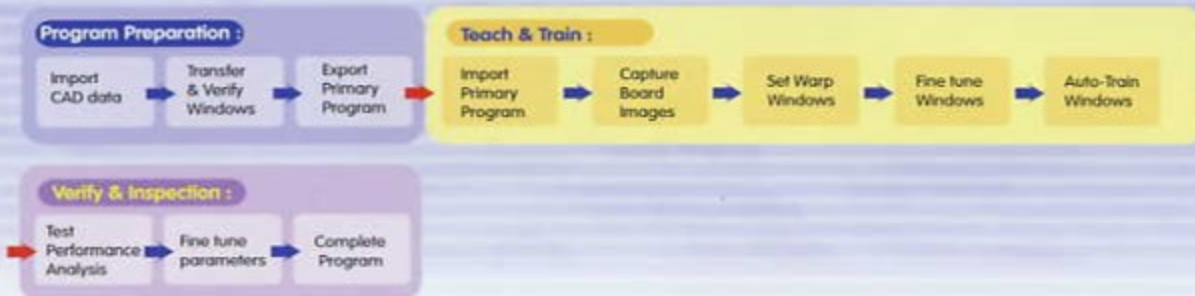 Program Preparation :
Import
CAD data
Transfer
& Verify
Windows
Export
Primary
Program
Teach & Train :
Import
Primary
Program
Capture
Board
Images
Set Warp
Windows
Fine tune
Windows
Auto-Train
Windows
Verify & Inspection :
Test
Performance
Analysis
Fine tune
parameters
Complete
Program